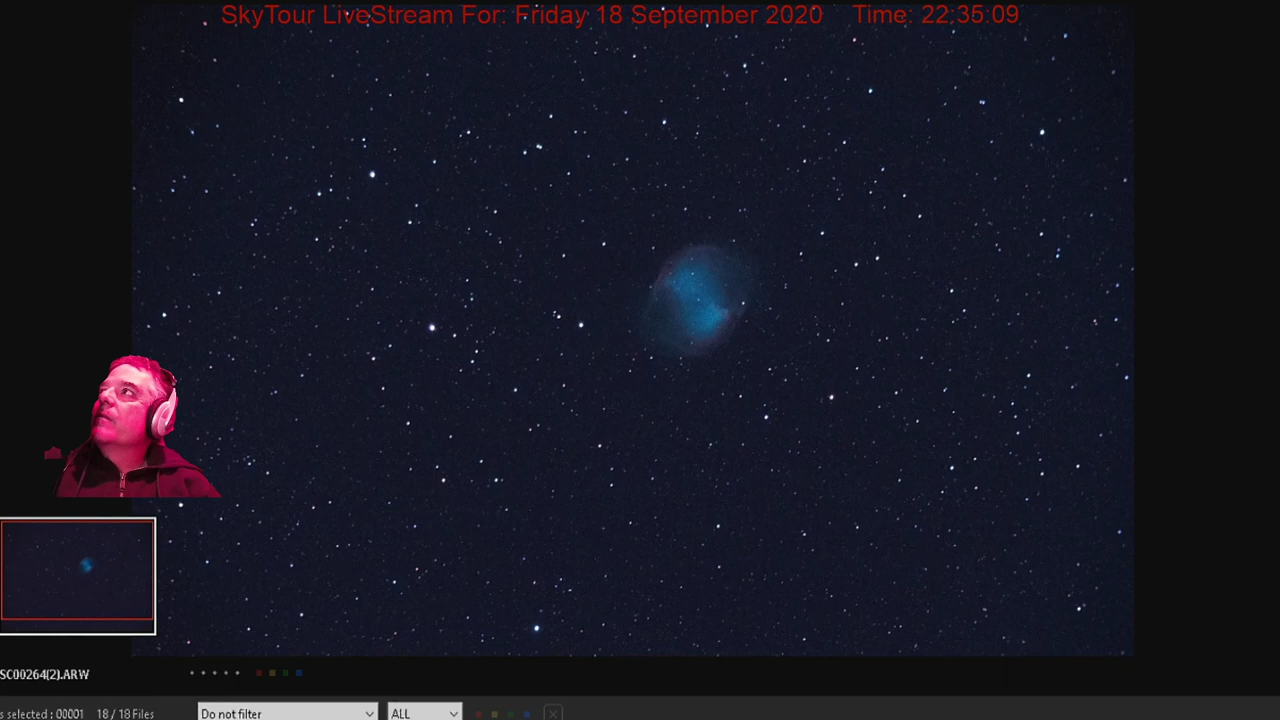 SkyTour LiveStream For: Friday 18 September 2020 Time: 22:35:09
SC00264(2).ARW
s selected : 00001 18 / 18 Files Do not filter ALL